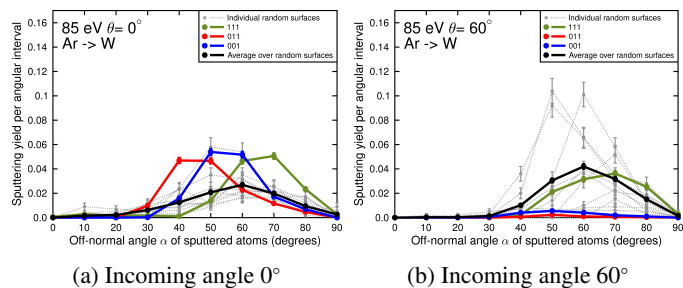 85 eV θ= 0°
Ar -> W
Individual random surfaces
111
011
001
Average over random surfaces
Sputtering yield per angular interval
0.16
0.14
0.12
0.1
0.08
0.06
0.04
0.02
0.0
0 10 20 30 40 50 60 70 80 90
Off-normal angle α of sputtered atoms (degrees)
(a) Incoming angle 0°
85 eV θ= 60°
Ar -> W
Individual random surfaces
111
011
001
Average over random surfaces
Sputtering yield per angular interval
0.16
0.14
0.12
0.1
0.08
0.06
0.04
0.02
0.0
0 10 20 30 40 50 60 70 80 90
Off-normal angle α of sputtered atoms (degrees)
(b) Incoming angle 60°